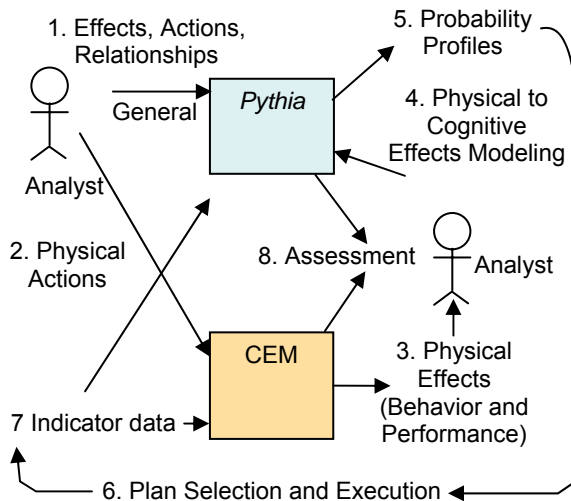 1. Effects, Actions,
Relationships
General
Pythia
5. Probability
Profiles
4. Physical to
Cognitive
Effects Modeling
Analyst
2. Physical
Actions
8. Assessment
Analyst
CEM
3. Physical
Effects
(Behavior and
Performance)
7 Indicator data
6. Plan Selection and Execution